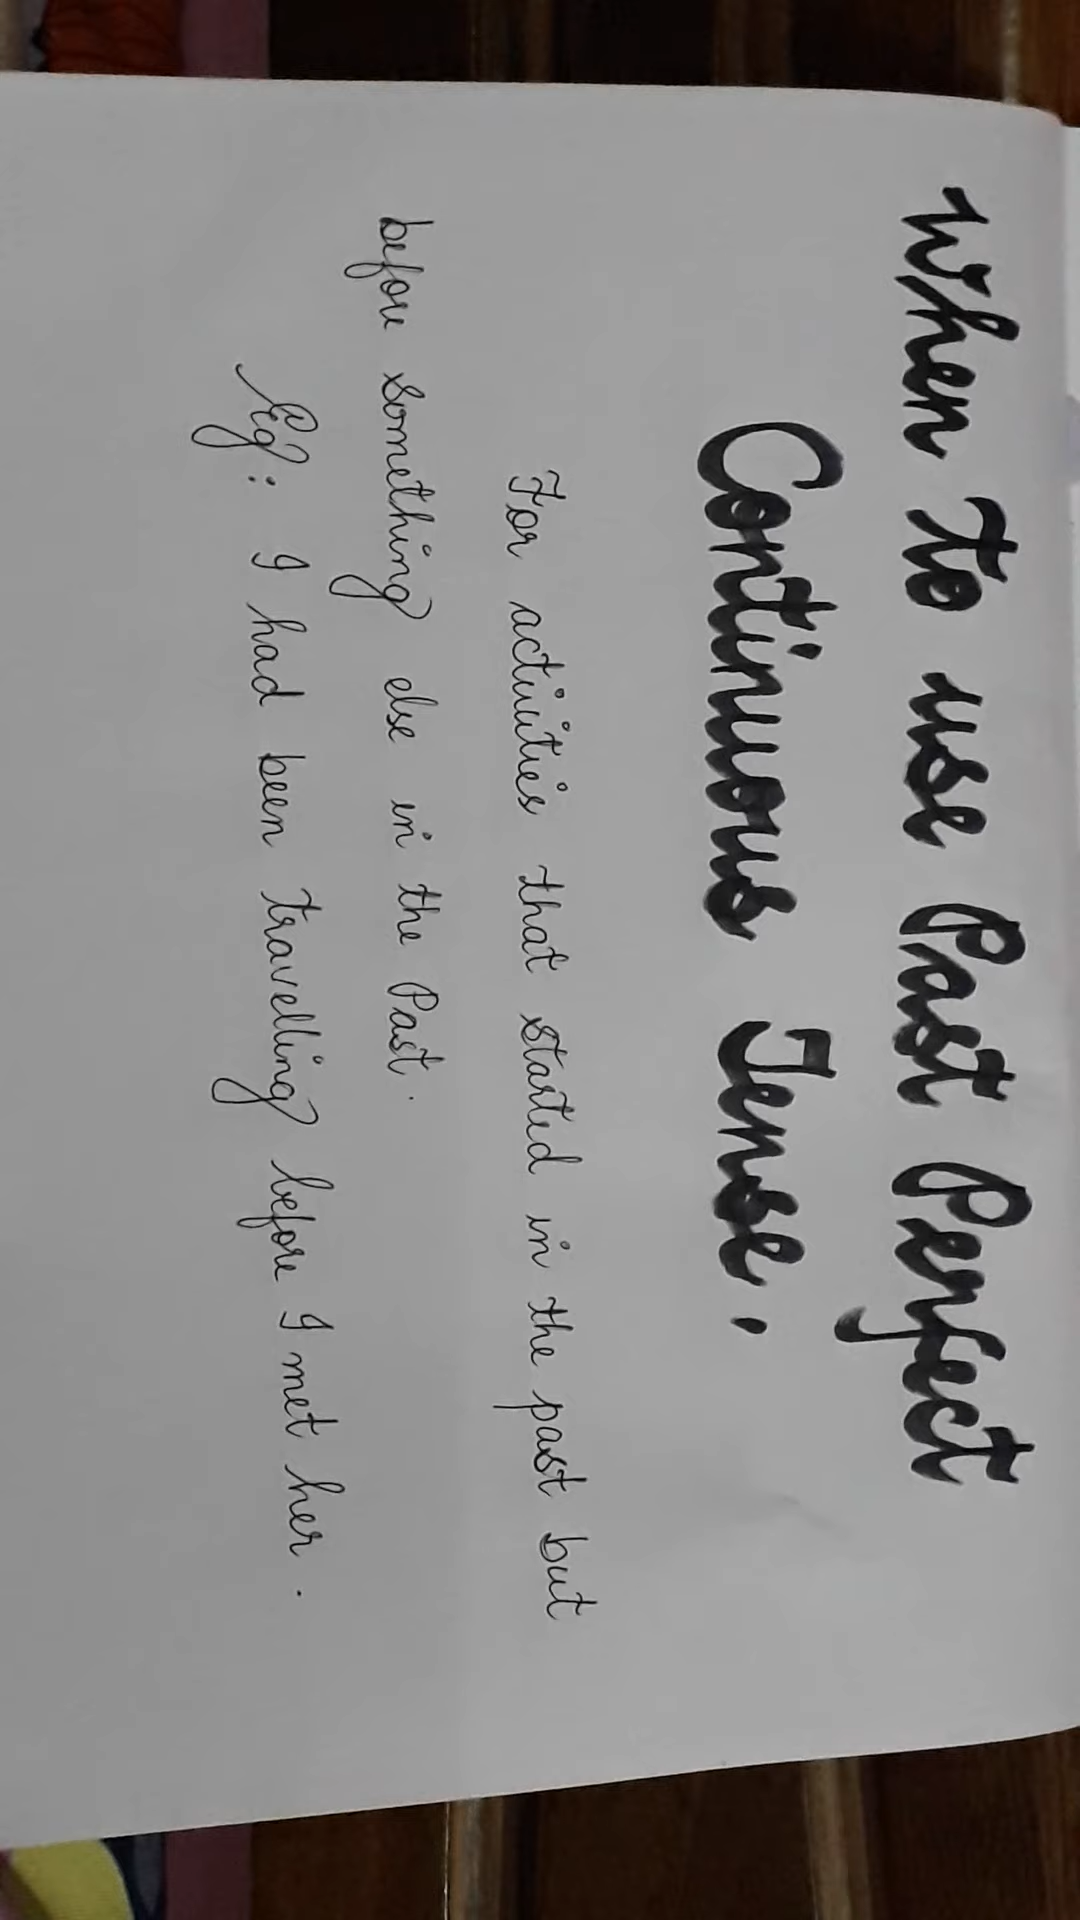 When To use Past Perfect
Continuous Tense.
For activities that started in the past but
before something else in the Past.
Eg: I had been travelling before I met her.